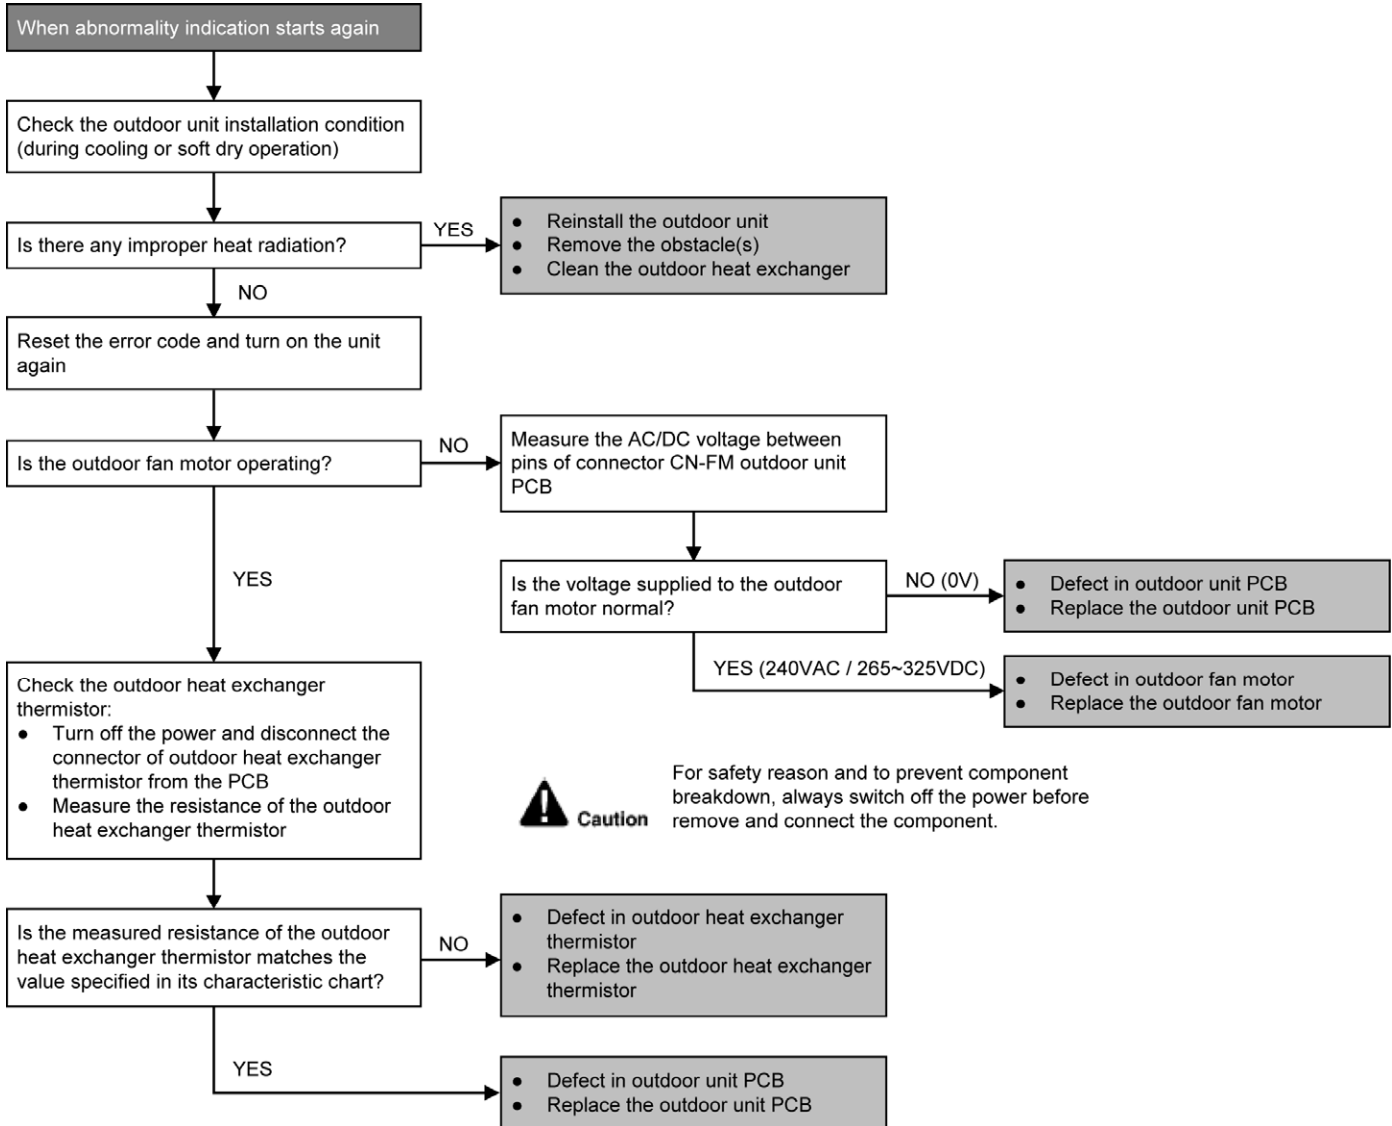 When abnormality indication starts again
Check the outdoor unit installation condition
(during cooling or soft dry operation)
Is there any improper heat radiation?
YES
● Reinstall the outdoor unit
● Remove the obstacle(s)
● Clean the outdoor heat exchanger
NO
Reset the error code and turn on the unit
again
Is the outdoor fan motor operating?
NO
Measure the AC/DC voltage between
pins of connector CN-FM outdoor unit
PCB
YES
Is the voltage supplied to the outdoor
fan motor normal?
NO (0V)
● Defect in outdoor unit PCB
● Replace the outdoor unit PCB
YES (240VAC / 265~325VDC)
● Defect in outdoor fan motor
● Replace the outdoor fan motor
Check the outdoor heat exchanger
thermistor:
● Turn off the power and disconnect the
connector of outdoor heat exchanger
thermistor from the PCB
● Measure the resistance of the outdoor
heat exchanger thermistor
Caution
For safety reason and to prevent component
breakdown, always switch off the power before
remove and connect the component.
Is the measured resistance of the outdoor
heat exchanger thermistor matches the
value specified in its characteristic chart?
NO
● Defect in outdoor heat exchanger
thermistor
● Replace the outdoor heat exchanger
thermistor
YES
● Defect in outdoor unit PCB
● Replace the outdoor unit PCB